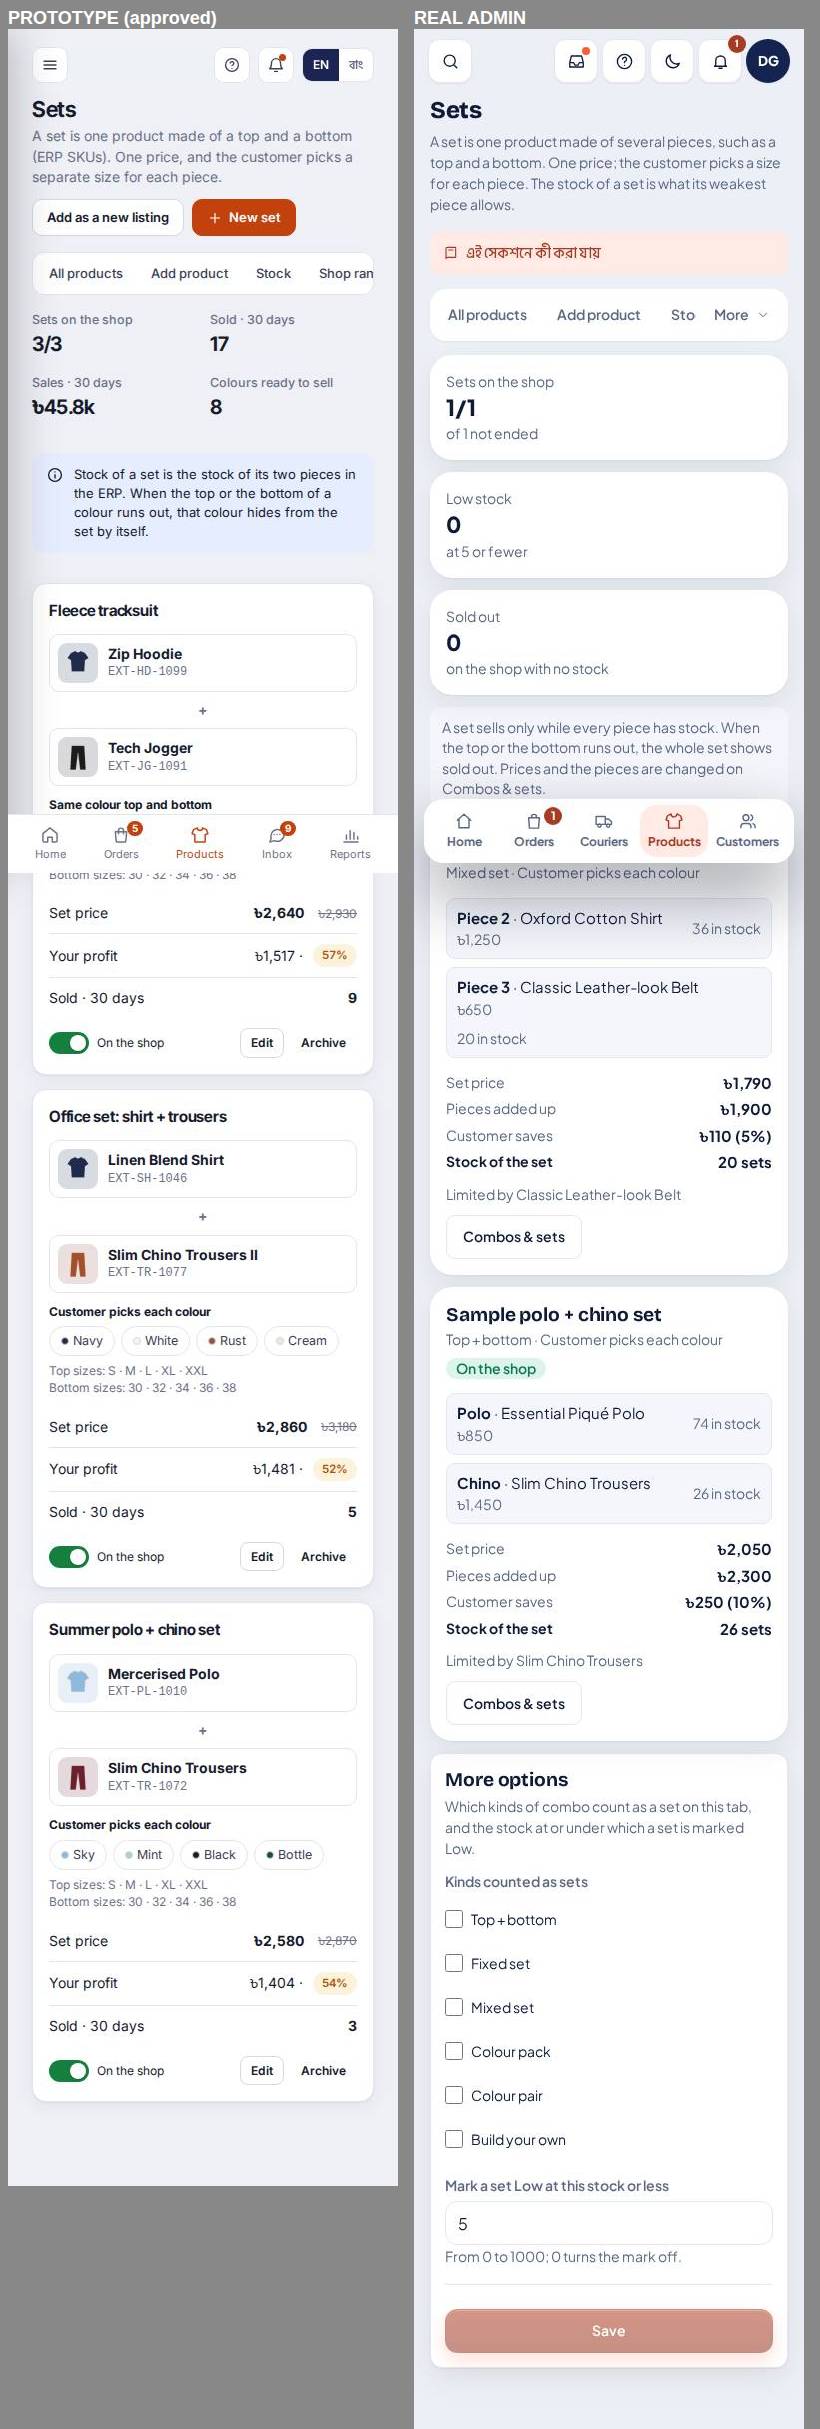 PROTOTYPE (approved)
EN
বাং
Sets
A set is one product made of a top and a bottom
(ERP SKUs). One price, and the customer picks a
separate size for each piece.
Add as a new listing
+ New set
All products
Add product
Stock
Shop ran
Sets on the shop
3/3
Sold · 30 days
17
Sales · 30 days
৳45.8k
Colours ready to sell
8
Stock of a set is the stock of its two pieces in
the ERP. When the top or the bottom of a
colour runs out, that colour hides from the
set by itself.
Fleece tracksuit
Zip Hoodie
EXT-HD-1099
+
Tech Jogger
EXT-JG-1091
Same colour top and bottom
Home
5
Orders
Products
9
Inbox
Reports
Bottom sizes: 30 · 32 · 34 · 36 · 38
Set price
৳2,640
৳2,930
Your profit
৳1,517 ·
57%
Sold · 30 days
9
On the shop
Edit
Archive
Office set: shirt + trousers
Linen Blend Shirt
EXT-SH-1046
+
Slim Chino Trousers II
EXT-TR-1077
Customer picks each colour
Navy
White
Rust
Cream
Top sizes: S · M · L · XL · XXL
Bottom sizes: 30 · 32 · 34 · 36 · 38
Set price
৳2,860
৳3,180
Your profit
৳1,481 ·
52%
Sold · 30 days
5
On the shop
Edit
Archive
Summer polo + chino set
Mercerised Polo
EXT-PL-1010
+
Slim Chino Trousers
EXT-TR-1072
Customer picks each colour
Sky
Mint
Black
Bottle
Top sizes: S · M · L · XL · XXL
Bottom sizes: 30 · 32 · 34 · 36 · 38
Set price
৳2,580
৳2,870
Your profit
৳1,404 ·
54%
Sold · 30 days
3
On the shop
Edit
Archive
REAL ADMIN
1
DG
Sets
A set is one product made of several pieces, such as a
top and a bottom. One price; the customer picks a size
for each piece. The stock of a set is what its weakest
piece allows.
এই সেকশনে কী করা যায়
All products
Add product
Sto
More
Sets on the shop
1/1
of 1 not ended
Low stock
0
at 5 or fewer
Sold out
0
on the shop with no stock
A set sells only while every piece has stock. When
the top or the bottom runs out, the whole set shows
sold out. Prices and the pieces are changed on
Combos & sets.
Home
1
Orders
Couriers
Products
Customers
Mixed set · Customer picks each colour
Piece 2 · Oxford Cotton Shirt
৳1,250
36 in stock
Piece 3 · Classic Leather-look Belt
৳650
20 in stock
Set price
৳1,790
Pieces added up
৳1,900
Customer saves
৳110 (5%)
Stock of the set
20 sets
Limited by Classic Leather-look Belt
Combos & sets
Sample polo + chino set
Top + bottom · Customer picks each colour
On the shop
Polo · Essential Piqué Polo
৳850
74 in stock
Chino · Slim Chino Trousers
৳1,450
26 in stock
Set price
৳2,050
Pieces added up
৳2,300
Customer saves
৳250 (10%)
Stock of the set
26 sets
Limited by Slim Chino Trousers
Combos & sets
More options
Which kinds of combo count as a set on this tab,
and the stock at or under which a set is marked
Low.
Kinds counted as sets
Top + bottom
Fixed set
Mixed set
Colour pack
Colour pair
Build your own
Mark a set Low at this stock or less
5
From 0 to 1000; 0 turns the mark off.
Save